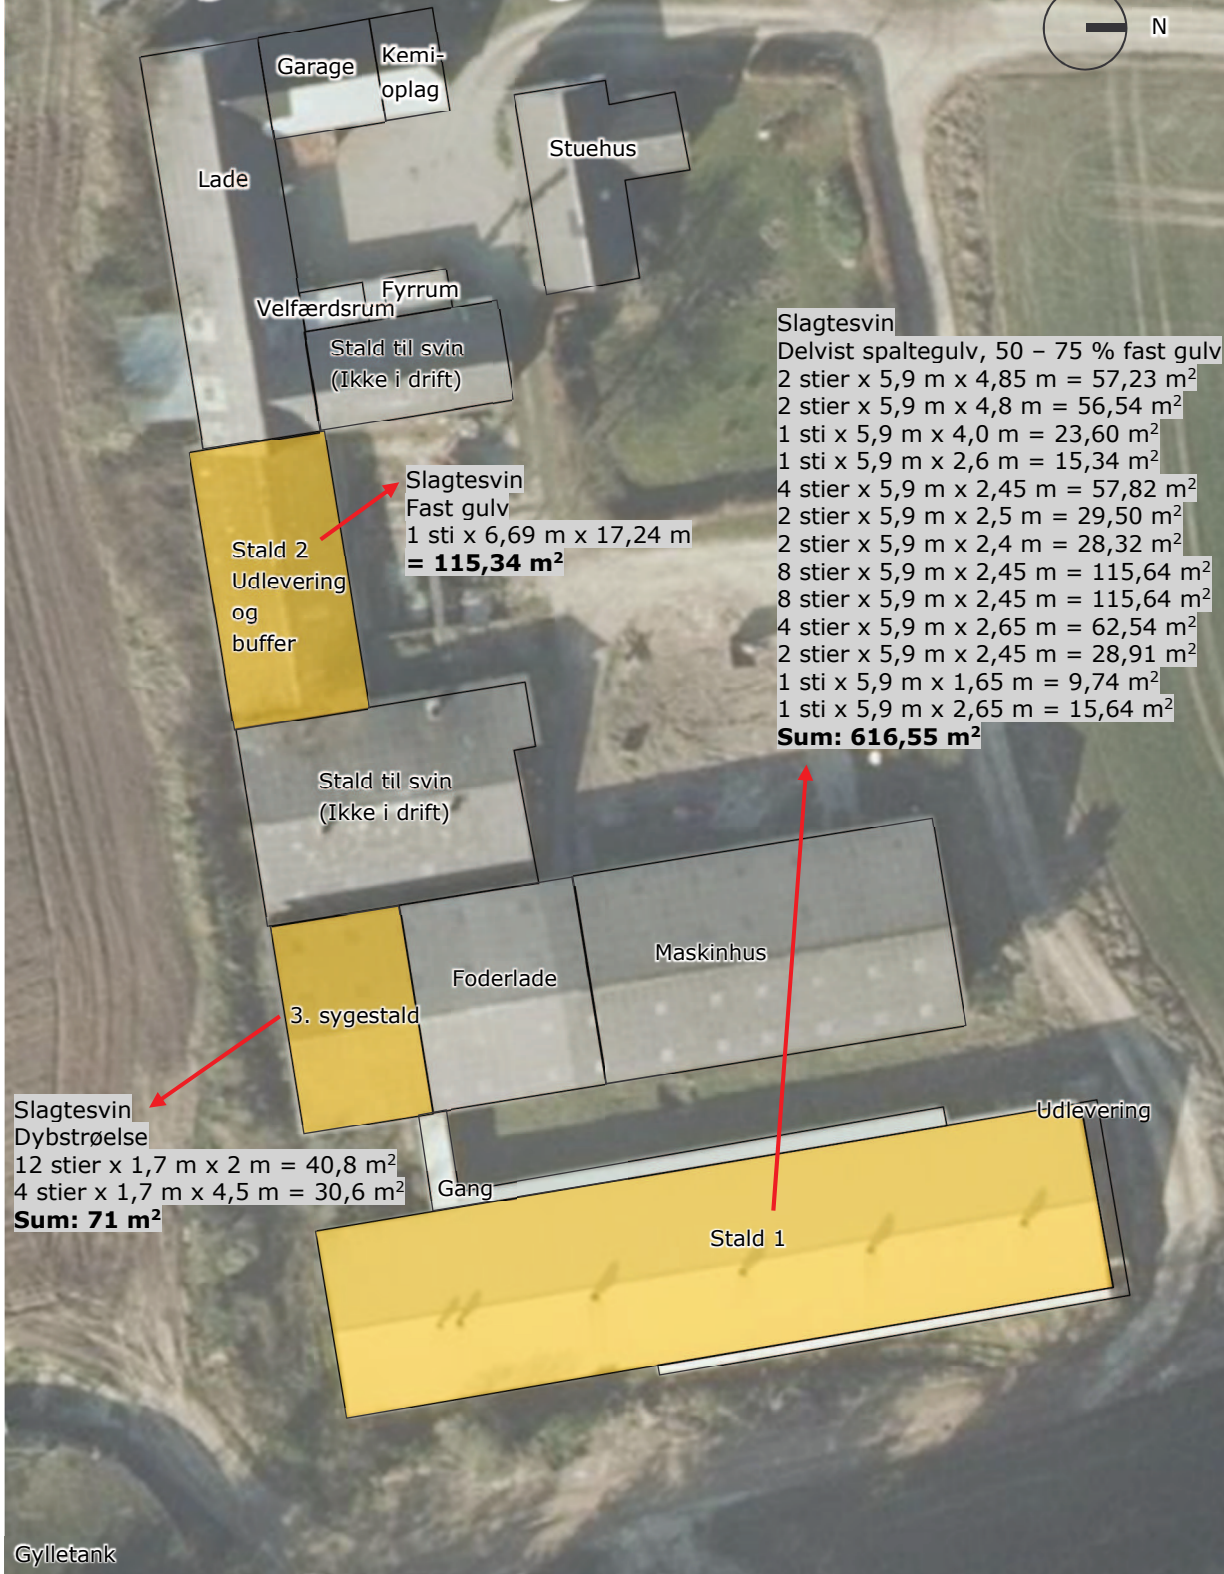 N
Garage
Kemi-
oplag
Stuehus
Lade
Velfærdsrum
Fyrrum
Stald til svin
(Ikke i drift)
Slagtesvin
Delvist spaltegulv, 50 – 75 % fast gulv
2 stier x 5,9 m x 4,85 m = 57,23 m²
2 stier x 5,9 m x 4,8 m = 56,54 m²
1 sti x 5,9 m x 4,0 m = 23,60 m²
1 sti x 5,9 m x 2,6 m = 15,34 m²
4 stier x 5,9 m x 2,45 m = 57,82 m²
2 stier x 5,9 m x 2,5 m = 29,50 m²
2 stier x 5,9 m x 2,4 m = 28,32 m²
8 stier x 5,9 m x 2,45 m = 115,64 m²
8 stier x 5,9 m x 2,45 m = 115,64 m²
4 stier x 5,9 m x 2,65 m = 62,54 m²
2 stier x 5,9 m x 2,45 m = 28,91 m²
1 sti x 5,9 m x 1,65 m = 9,74 m²
1 sti x 5,9 m x 2,65 m = 15,64 m²
Sum: 616,55 m²
Slagtesvin
Fast gulv
1 sti x 6,69 m x 17,24 m
= 115,34 m²
Stald 2
Udlevering
og
buffer
Stald til svin
(Ikke i drift)
Maskinhus
Foderlade
3. sygestald
Slagtesvin
Dybstrøelse
12 stier x 1,7 m x 2 m = 40,8 m²
4 stier x 1,7 m x 4,5 m = 30,6 m²
Sum: 71 m²
Udlevering
Gang
Stald 1
Gylletank